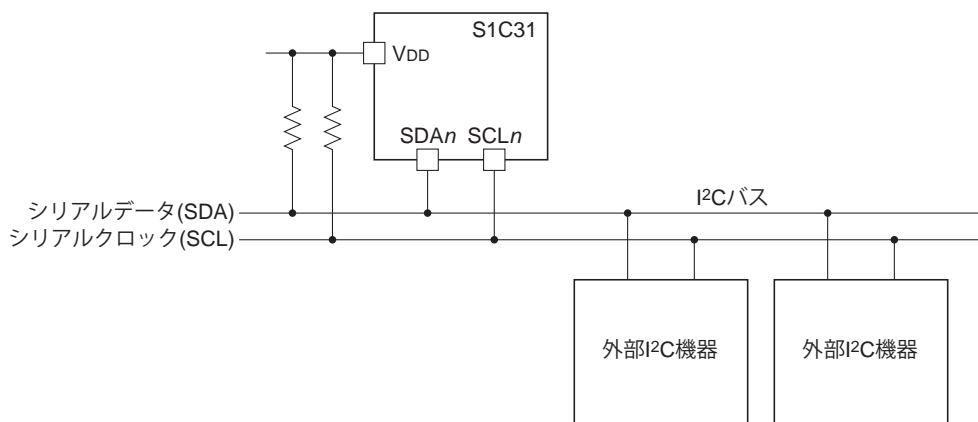 S1C31
VDD
SDAn SCLn
シリアルデータ(SDA)
I²Cバス
シリアルクロック(SCL)
外部I²C機器
外部I²C機器